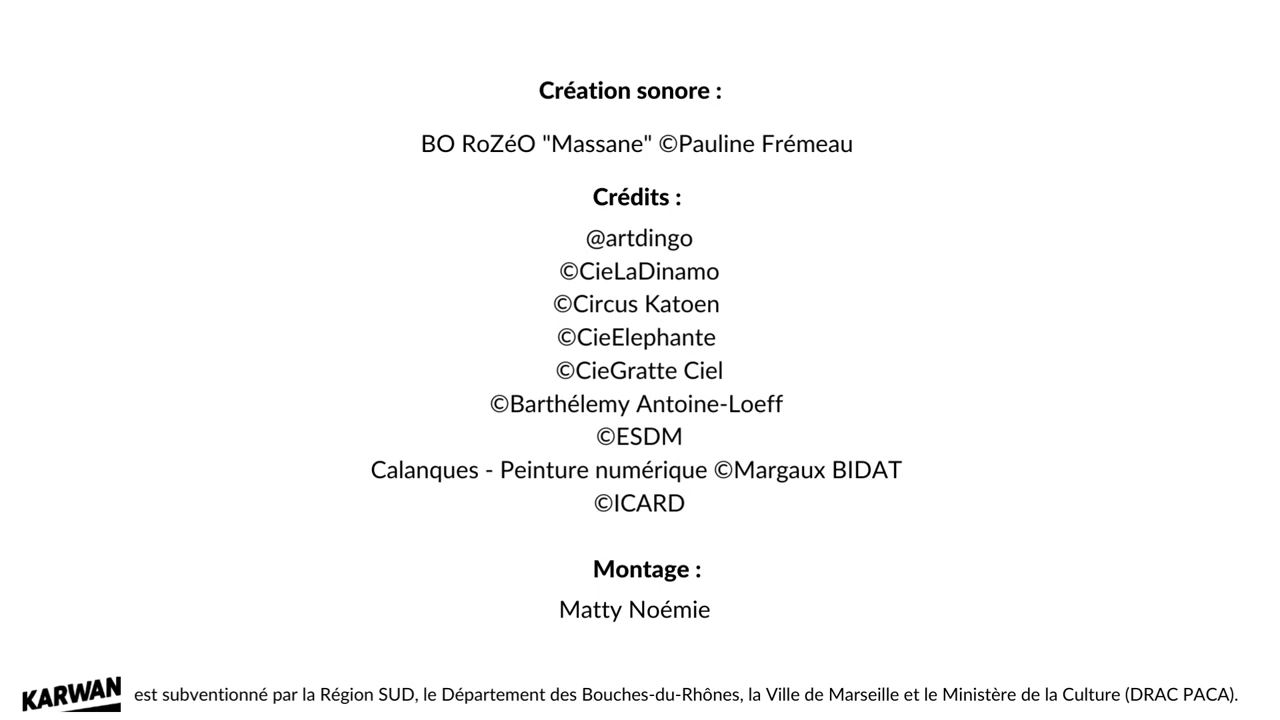 Création sonore :
BO RoZéO "Massane" ©Pauline Frémeau
Crédits :
@artdingo
©CieLaDinamo
©Circus Katoen
©CieElephante
©CieGratte Ciel
©Barthélemy Antoine-Loeff
©ESDM
Calanques - Peinture numérique ©Margaux BIDAT
©ICARD
Montage :
Matty Noémie
KARWAN est subventionné par la Région SUD, le Département des Bouches-du-Rhônes, la Ville de Marseille et le Ministère de la Culture (DRAC PACA).